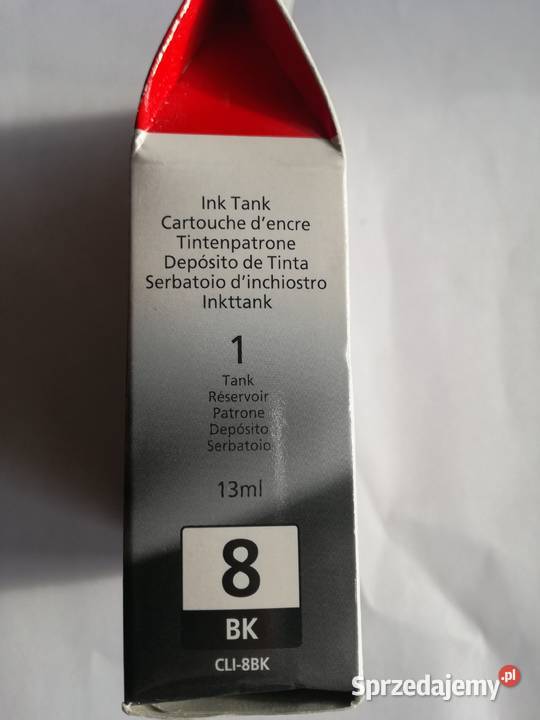 Ink Tank
Cartouche d'encre
Tintenpatrone
Depósito de Tinta
Serbatoio d'inchiostro
Inkttank
1
Tank
Réservoir
Patrone
Depósito
Serbatoio
13ml
8
BK
CLI-8BK
Sprzedajemy.pl